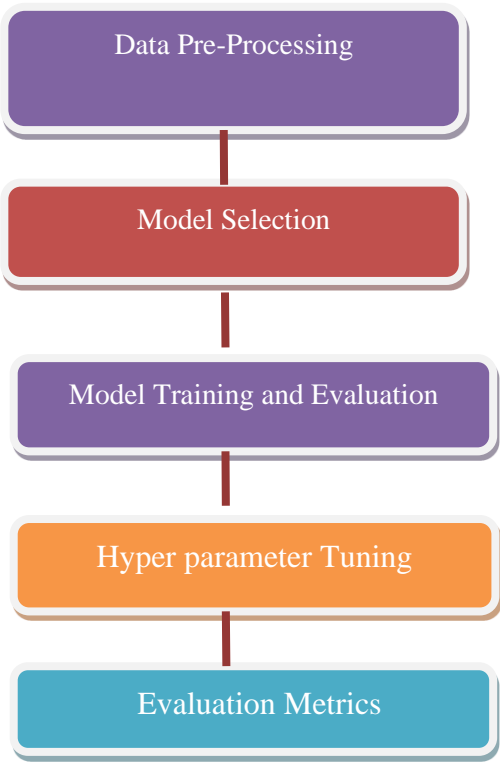 Data Pre-Processing
Model Selection
Model Training and Evaluation
Hyper parameter Tuning
Evaluation Metrics